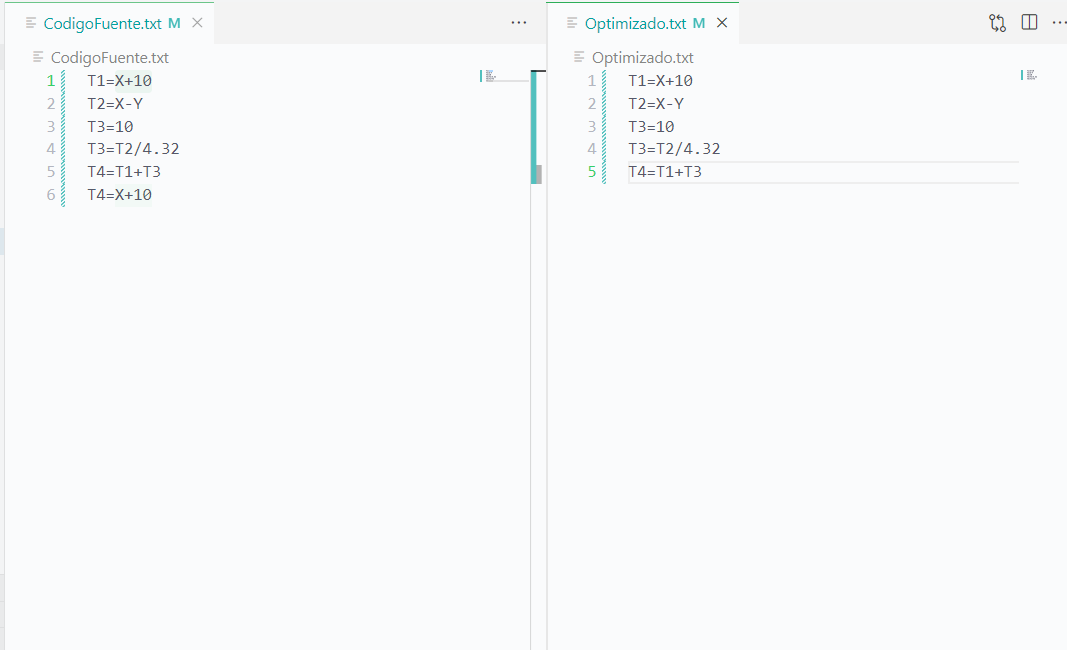 CodigoFuente.txt M
CodigoFuente.txt
1 T1=X+10
2 T2=X-Y
3 T3=10
4 T3=T2/4.32
5 T4=T1+T3
6 T4=X+10
Optimizado.txt M
Optimizado.txt
1 T1=X+10
2 T2=X-Y
3 T3=10
4 T3=T2/4.32
5 T4=T1+T3